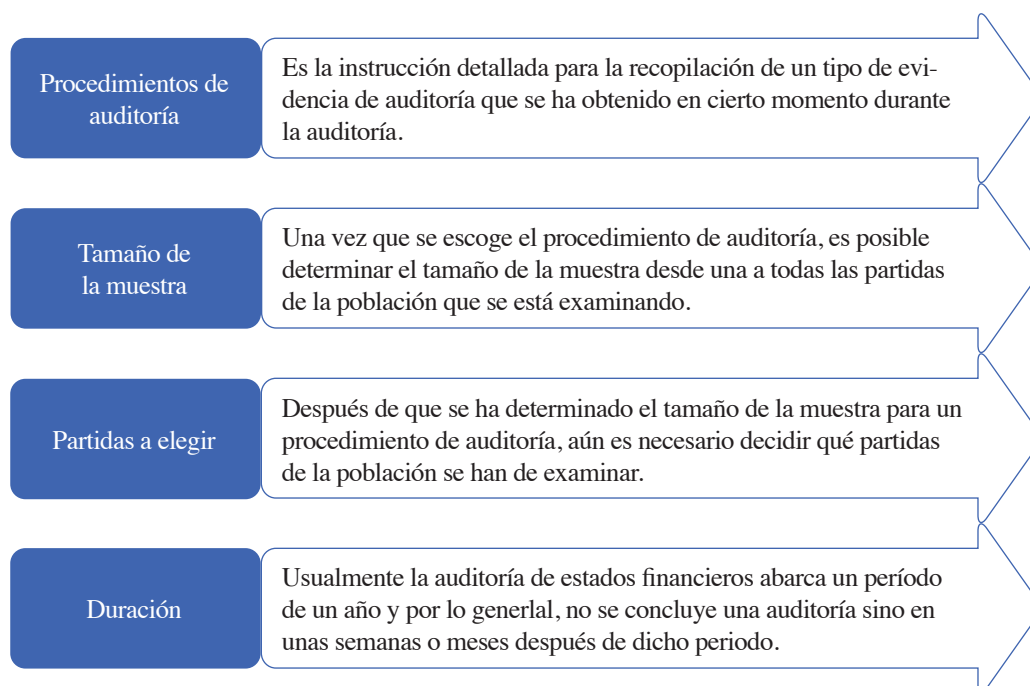 Procedimientos de
auditoría
Es la instrucción detallada para la recopilación de un tipo de evi-
dencia de auditoría que se ha obtenido en cierto momento durante
la auditoría.
Tamaño de
la muestra
Una vez que se escoge el procedimiento de auditoría, es posible
determinar el tamaño de la muestra desde una a todas las partidas
de la población que se está examinando.
Partidas a elegir
Después de que se ha determinado el tamaño de la muestra para un
procedimiento de auditoría, aún es necesario decidir qué partidas
de la población se han de examinar.
Duración
Usualmente la auditoría de estados financieros abarca un período
de un año y por lo generlal, no se concluye una auditoría sino en
unas semanas o meses después de dicho periodo.